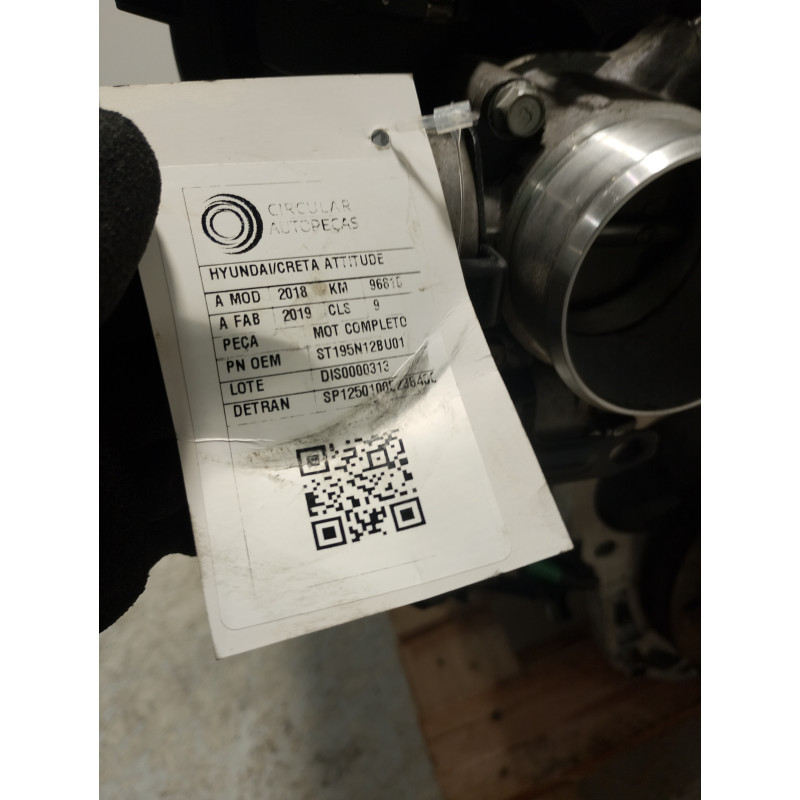 CIRCULAR
AUTOPEÇAS
HYUNDAI/CRETA ATTITUDE
A MOD 2018 KM
A FAB 2019 CLS 9
PEÇA MOT COMPLETO
PN OEM ST195N12BU01
LOTE DIS0000313
DETRAN